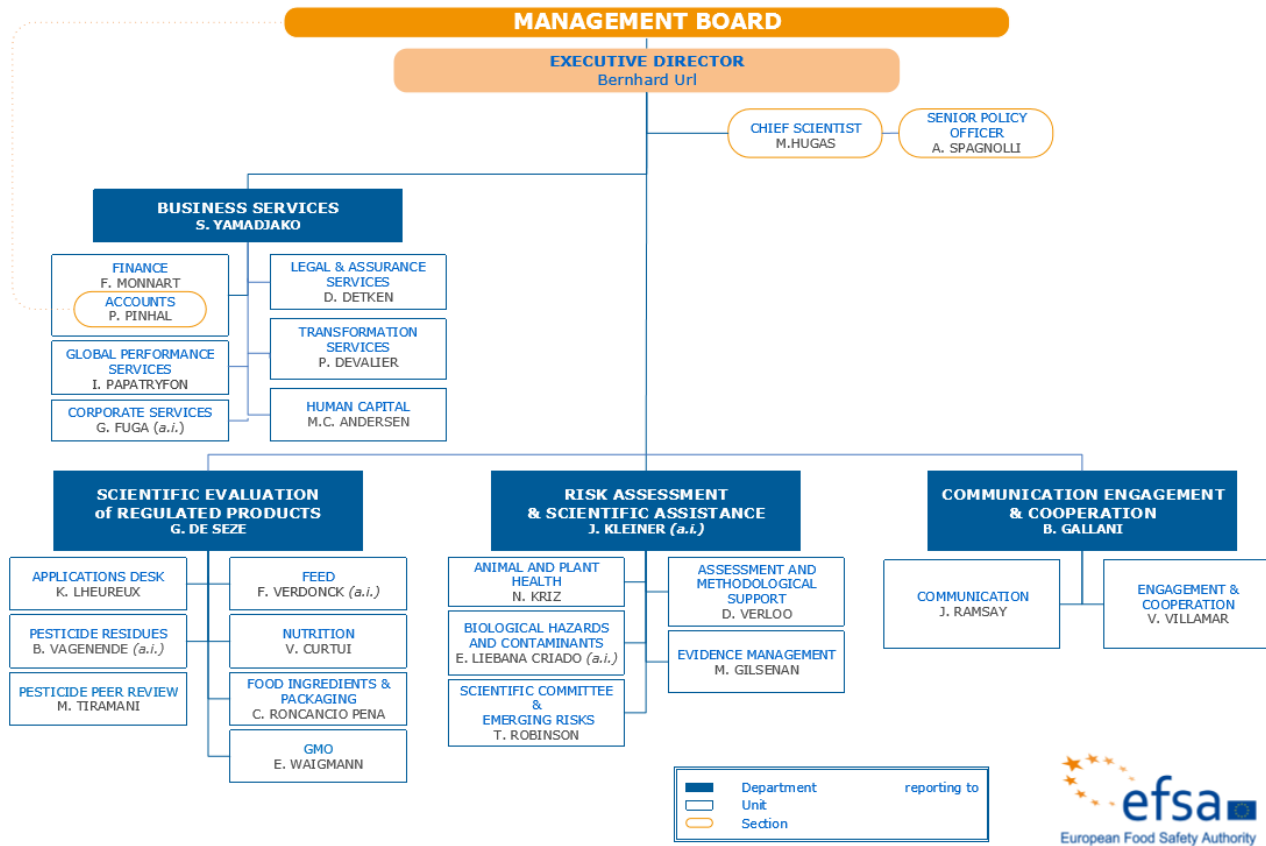 MANAGEMENT BOARD
EXECUTIVE DIRECTOR
Bernhard Url
CHIEF SCIENTIST
M.HUGAS
SENIOR POLICY
OFFICER
A. SPAGNOLLI
BUSINESS SERVICES
S. YAMADJAKO
FINANCE
F. MONNART
ACCOUNTS
P. PINHAL
LEGAL & ASSURANCE
SERVICES
D. DETKEN
GLOBAL PERFORMANCE
SERVICES
I. PAPATRYFON
TRANSFORMATION
SERVICES
P. DEVALIER
CORPORATE SERVICES
G. FUGA (a.i.)
HUMAN CAPITAL
M.C. ANDERSEN
SCIENTIFIC EVALUATION
of REGULATED PRODUCTS
G. DE SEZE
APPLICATIONS DESK
K. LHEUREUX
FEED
F. VERDONCK (a.i.)
PESTICIDE RESIDUES
B. VAGENENDE (a.i.)
NUTRITION
V. CURTUI
PESTICIDE PEER REVIEW
M. TIRAMANI
FOOD INGREDIENTS &
PACKAGING
C. RONCANCIO PENA
GMO
E. WAIGMANN
RISK ASSESSMENT
& SCIENTIFIC ASSISTANCE
J. KLEINER (a.i.)
ANIMAL AND PLANT
HEALTH
N. KRIZ
ASSESSMENT AND
METHODOLOGICAL
SUPPORT
D. VERLOO
BIOLOGICAL HAZARDS
AND CONTAMINANTS
E. LIEBANA CRIADO (a.i.)
EVIDENCE MANAGEMENT
M. GILSENAN
SCIENTIFIC COMMITTEE
&
EMERGING RISKS
T. ROBINSON
COMMUNICATION ENGAGEMENT
& COOPERATION
B. GALLANI
COMMUNICATION
J. RAMSAY
ENGAGEMENT &
COOPERATION
V. VILLAMAR
Department reporting to
Unit
Section
efsa
European Food Safety Authority